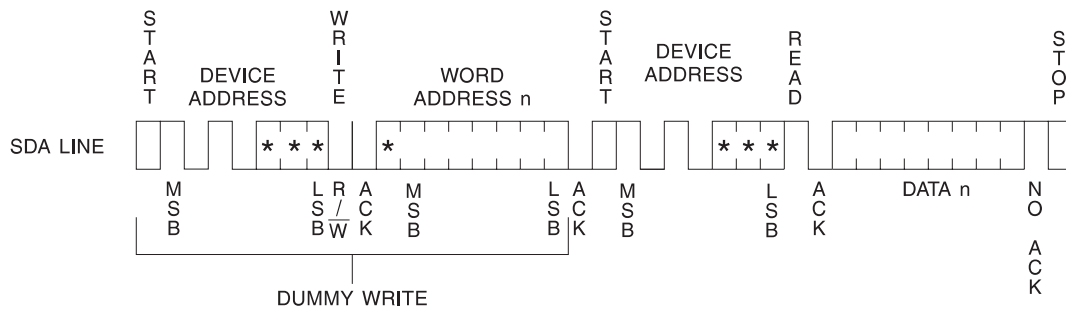 START
WRITE
START
READ
STOP
DEVICE
ADDRESS
WORD
ADDRESS n
DEVICE
ADDRESS
SDA LINE
* * *
*
* * *
MSB
LSB
R/W
ACK
MSB
LSB
ACK
MSB
LSB
ACK
DATA n
NO ACK
DUMMY WRITE